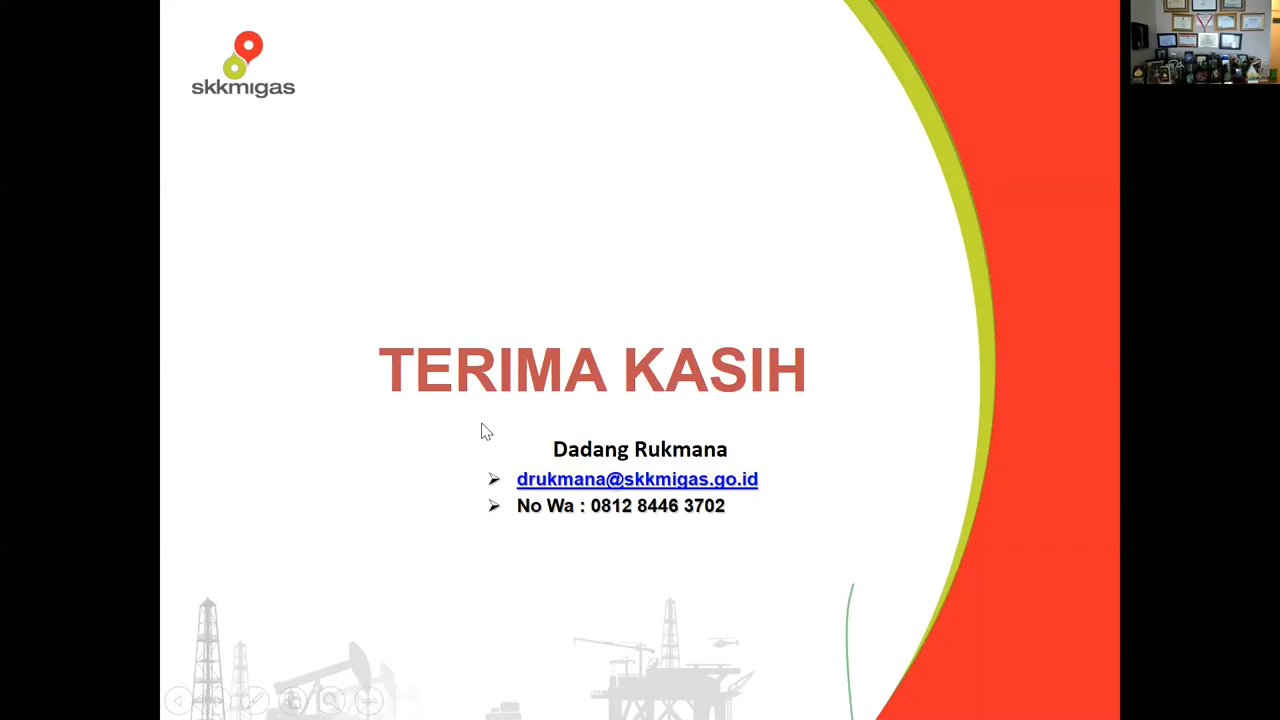 skkmigas
TERIMA KASIH
Dadang Rukmana
drukmana@skkmigas.go.id
No Wa : 0812 8446 3702